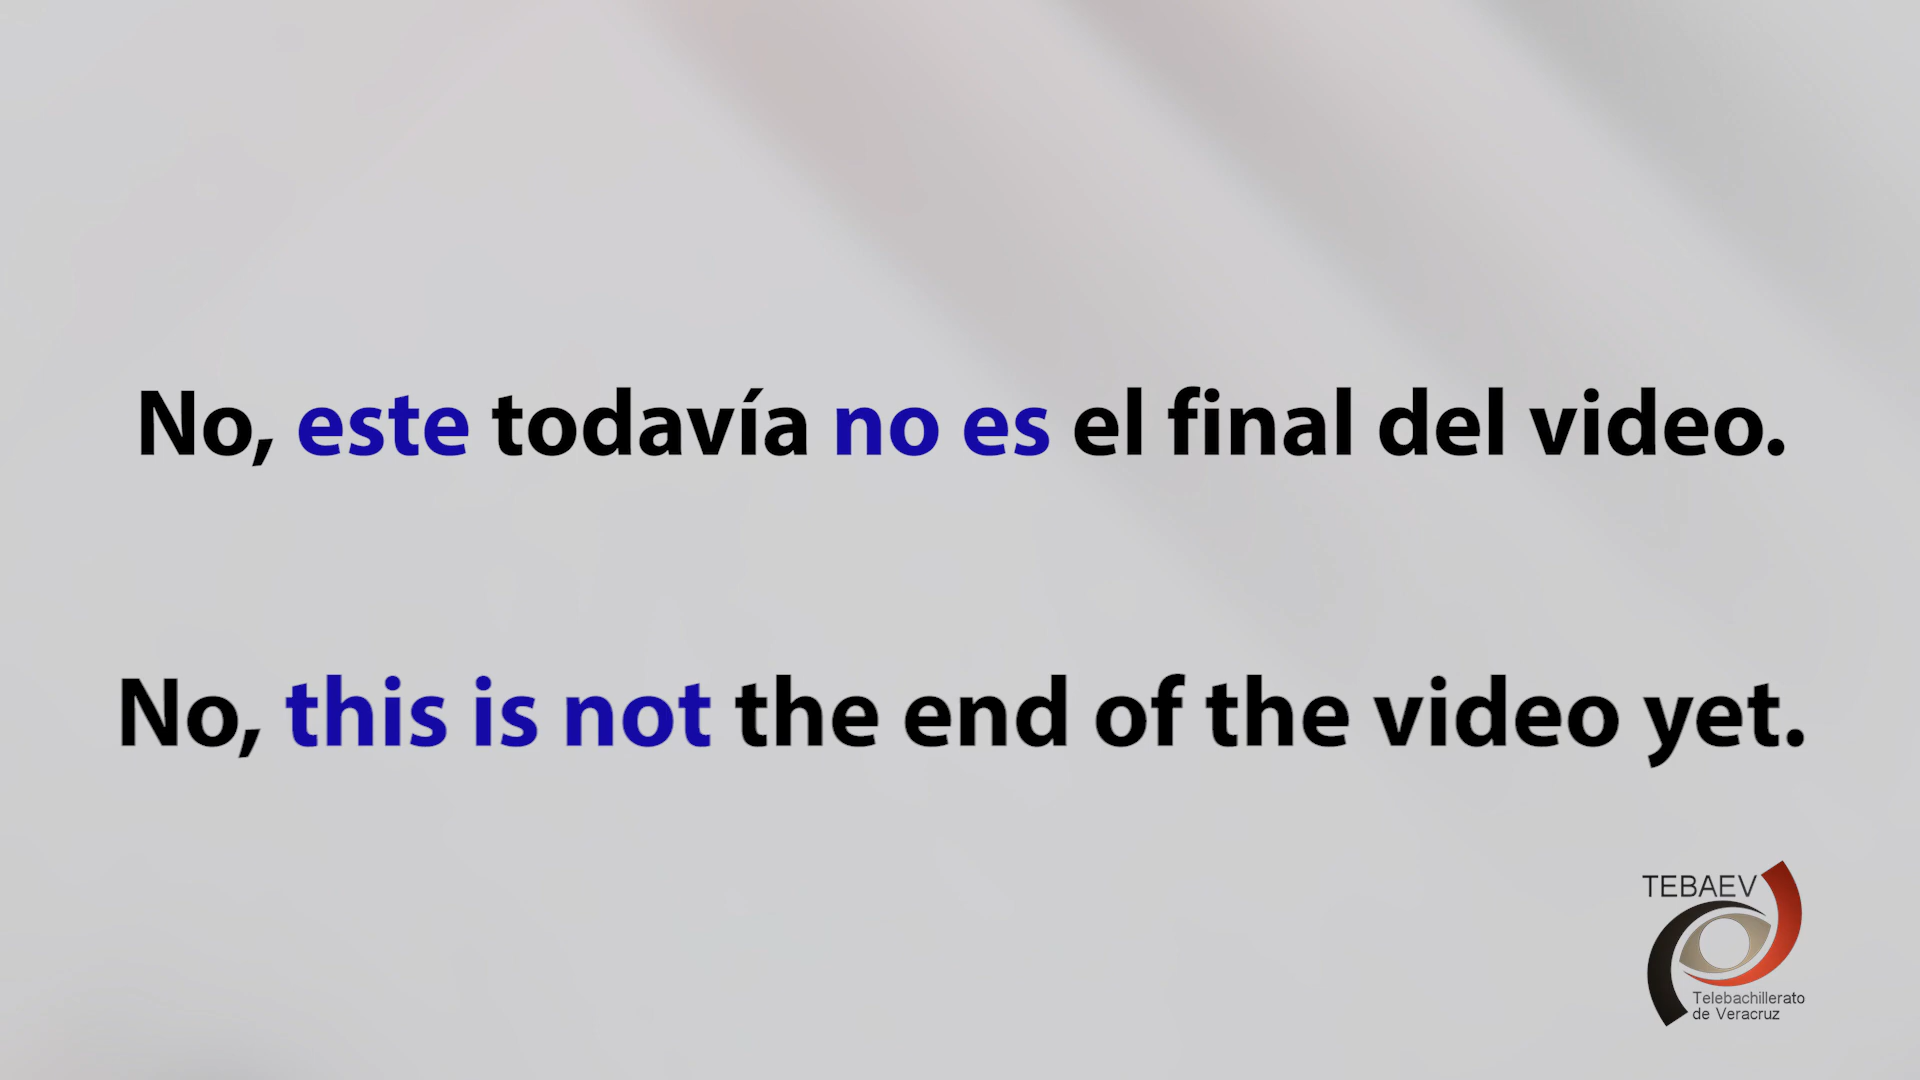 No, este todavía no es el final del video.
No, this is not the end of the video yet.
TEBAEV
Telebachillerato
de Veracruz